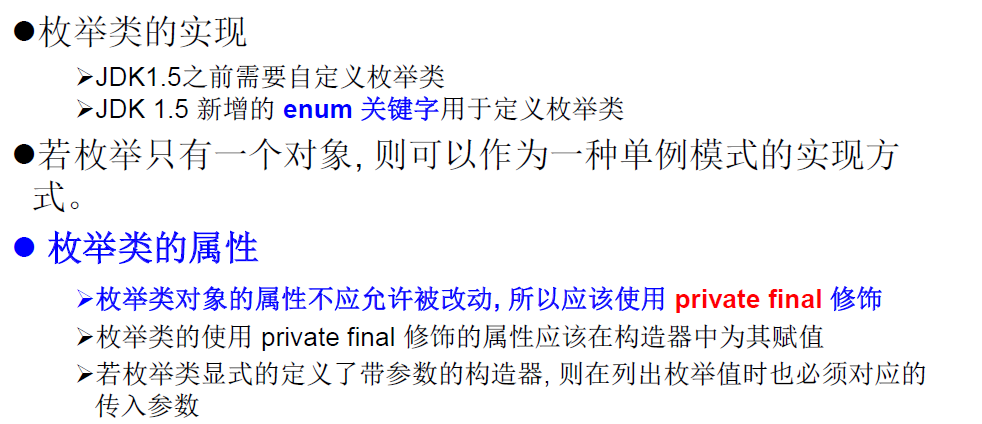 ●枚举类的实现
➢JDK1.5之前需要自定义枚举类
➢JDK 1.5 新增的 enum 关键字用于定义枚举类
●若枚举只有一个对象, 则可以作为一种单例模式的实现方
式。
● 枚举类的属性
➢枚举类对象的属性不应允许被改动, 所以应该使用 private final 修饰
➢枚举类的使用 private final 修饰的属性应该在构造器中为其赋值
➢若枚举类显式的定义了带参数的构造器, 则在列出枚举值时也必须对应的
传入参数